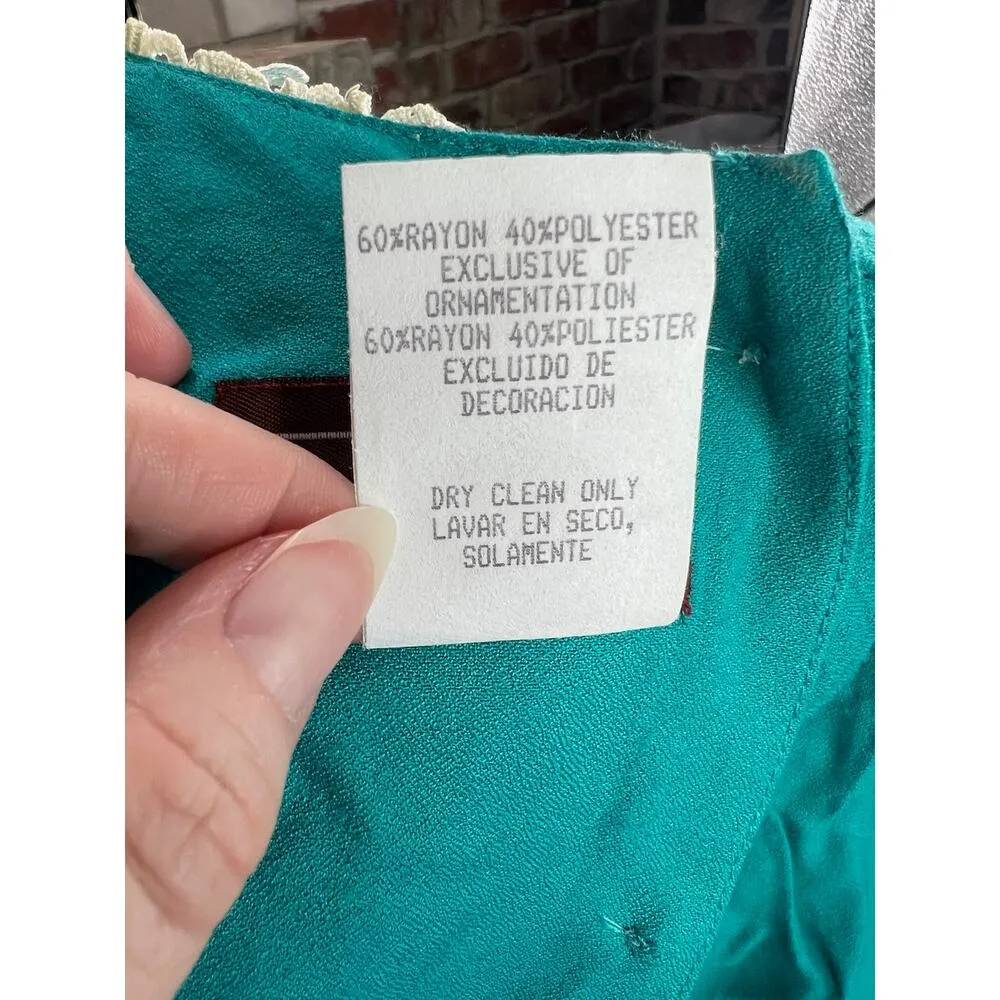 60%RAYON 40%POLYESTER
EXCLUSIVE OF
ORNAMENTATION
60%RAYON 40%POLIESTER
EXCLUIDO DE
DECORACION
DRY CLEAN ONLY
LAVAR EN SECO,
SOLAMENTE